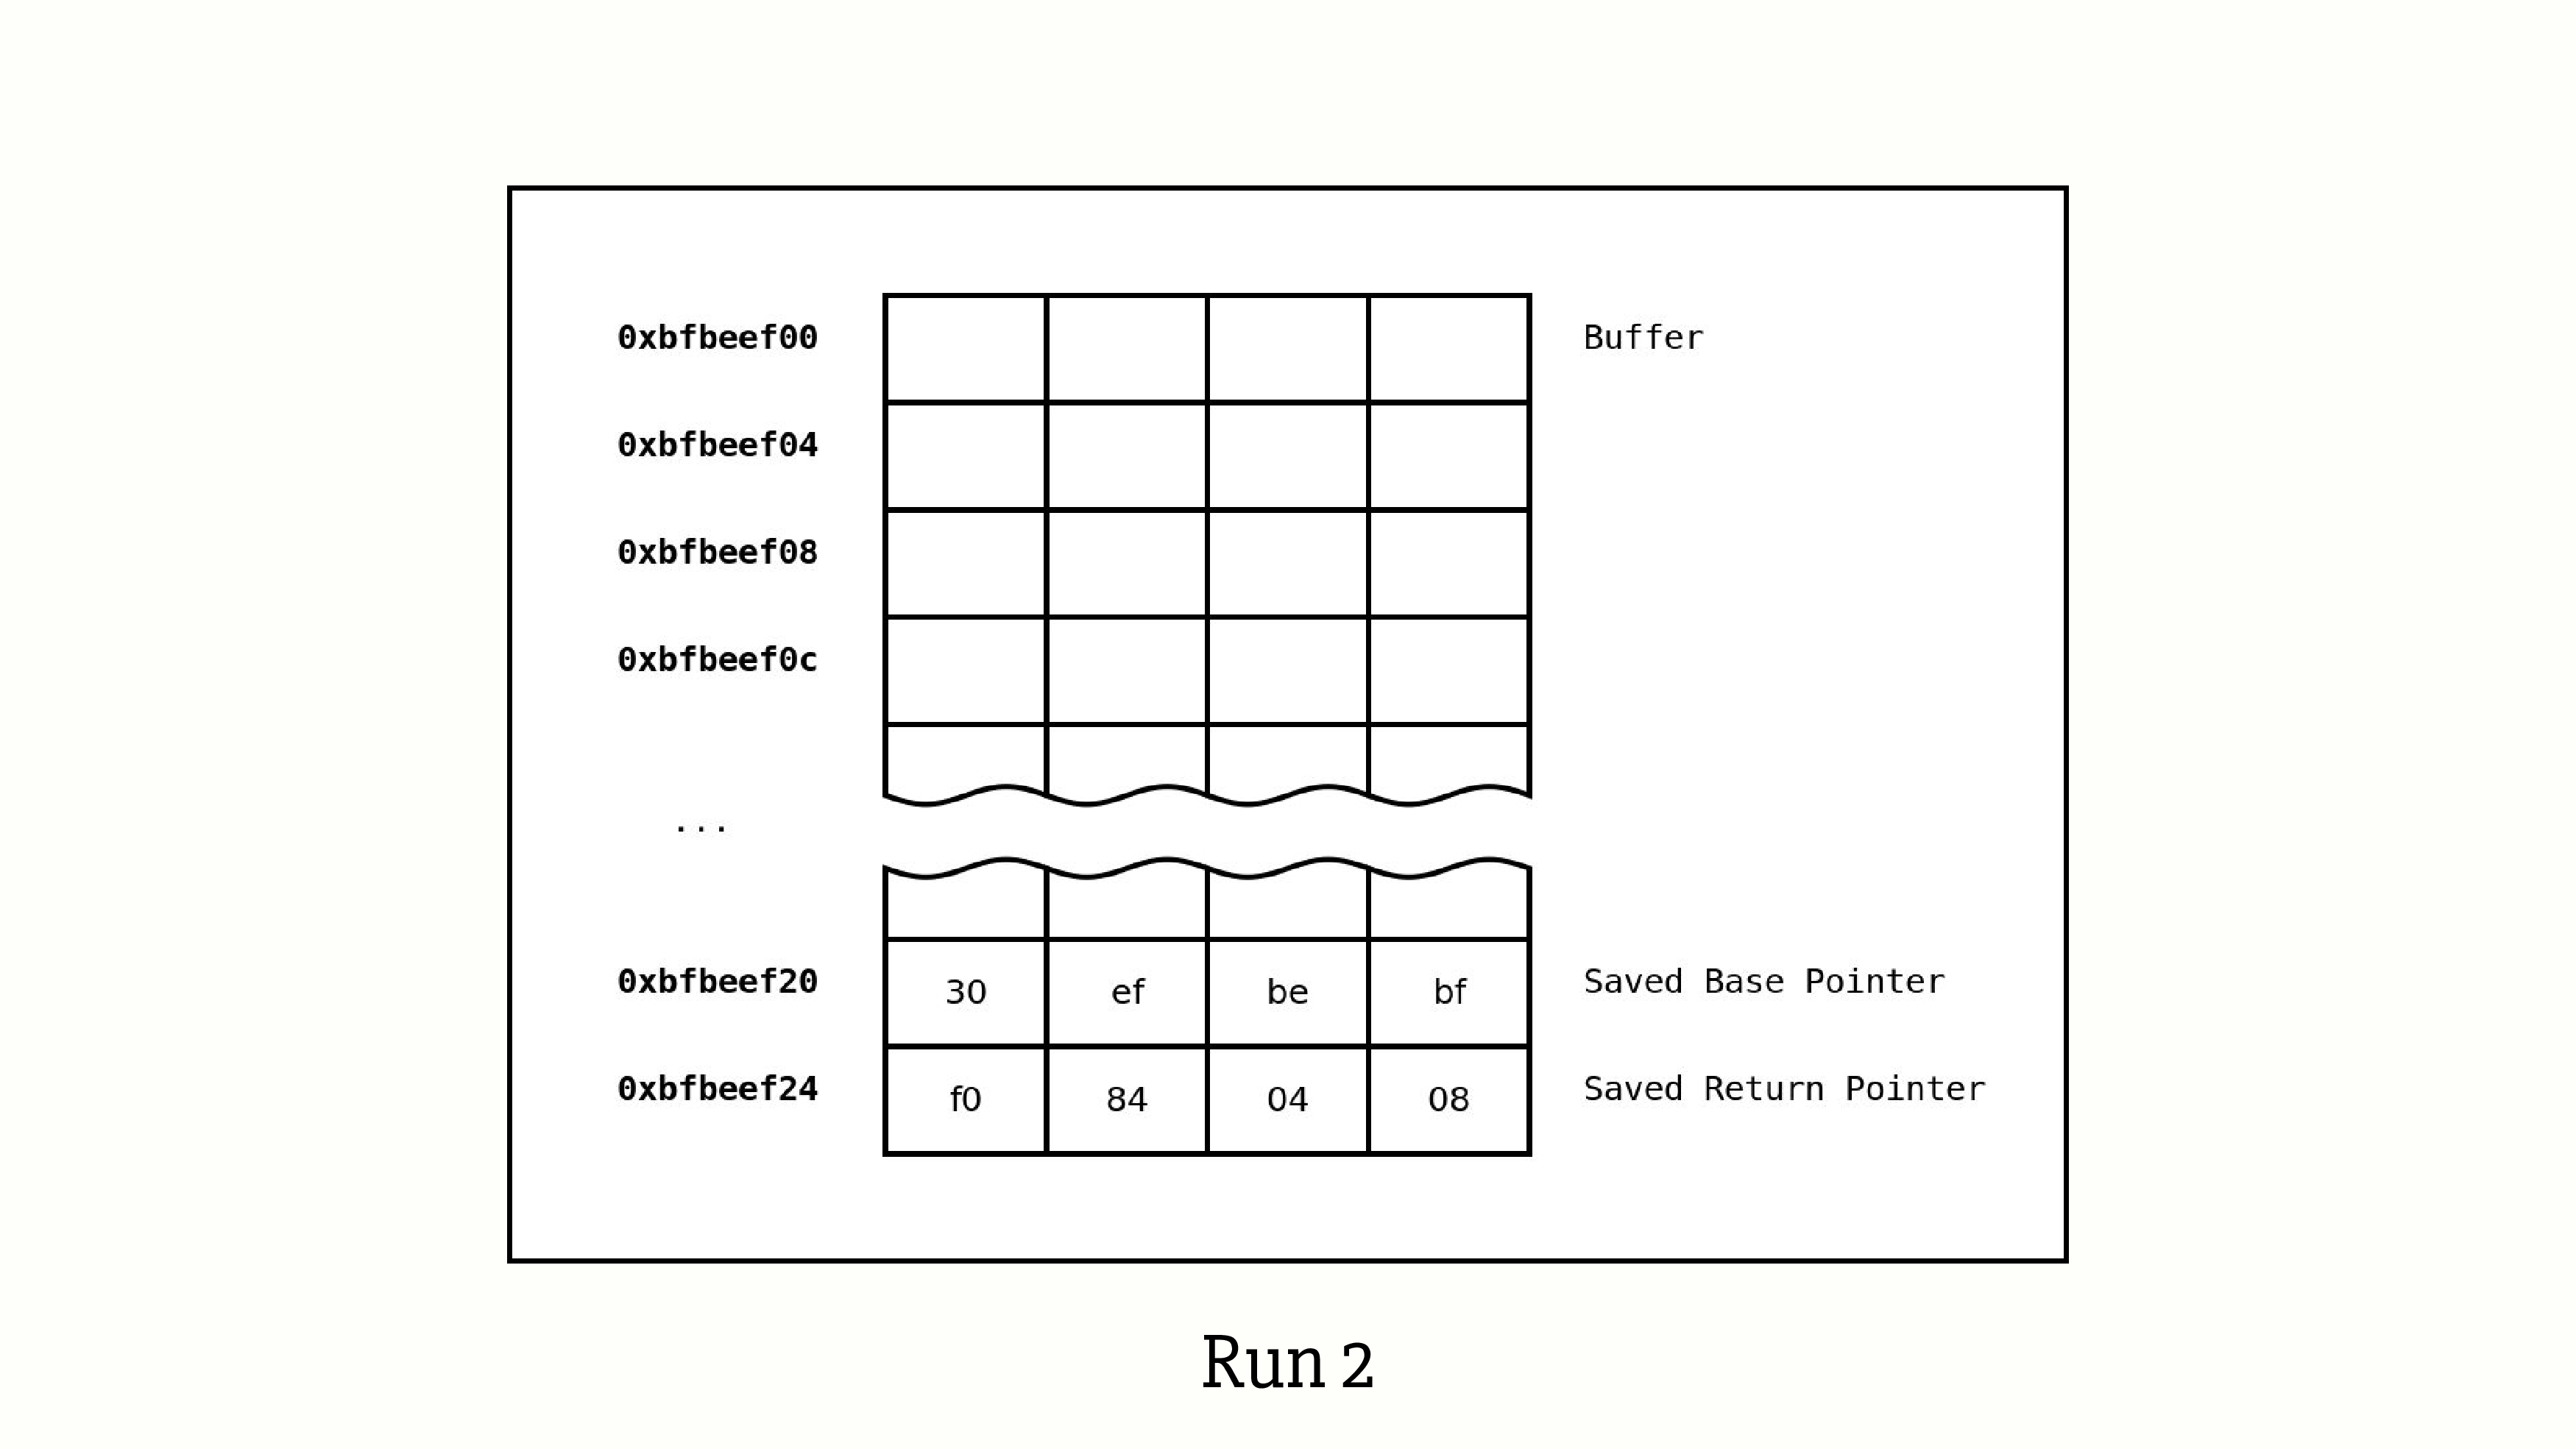 0xbfbeef00 Buffer
0xbfbeef04
0xbfbeef08
0xbfbeef0c
...
0xbfbeef20 30 ef be bf Saved Base Pointer
0xbfbeef24 f0 84 04 08 Saved Return Pointer
Run 2